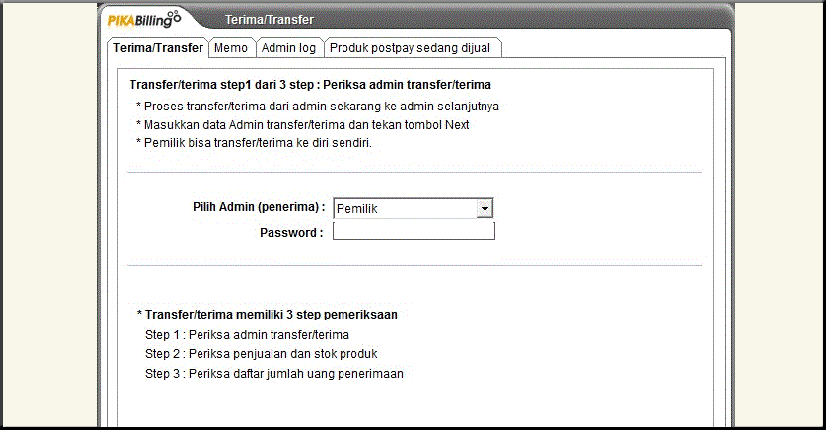 PIKABilling
Terima/Transfer
Terima/Transfer Memo Admin log Produk postpay sedang dijual
Transfer/terima step1 dari 3 step : Periksa admin transfer/terima
* Proses transfer/terima dari admin sekarang ke admin selanjutnya
* Masukkan data Admin transfer/terima dan tekan tombol Next
* Pemilik bisa transfer/terima ke diri sendiri.
Pilih Admin (penerima) : Pemilik
Password :
* Transfer/terima memiliki 3 step pemeriksaan
Step 1 : Periksa admin transfer/terima
Step 2 : Periksa penjualan dan stok produk
Step 3 : Periksa daftar jumlah uang penerimaan